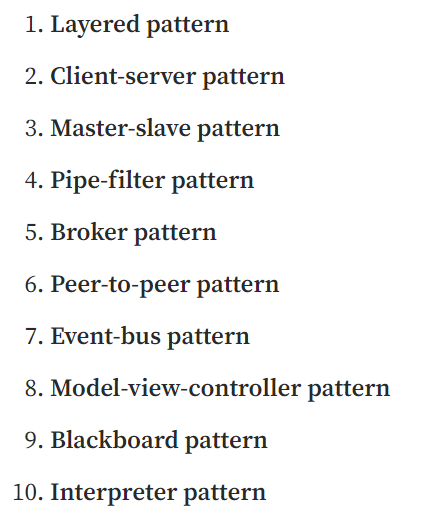 1. Layered pattern
2. Client-server pattern
3. Master-slave pattern
4. Pipe-filter pattern
5. Broker pattern
6. Peer-to-peer pattern
7. Event-bus pattern
8. Model-view-controller pattern
9. Blackboard pattern
10. Interpreter pattern